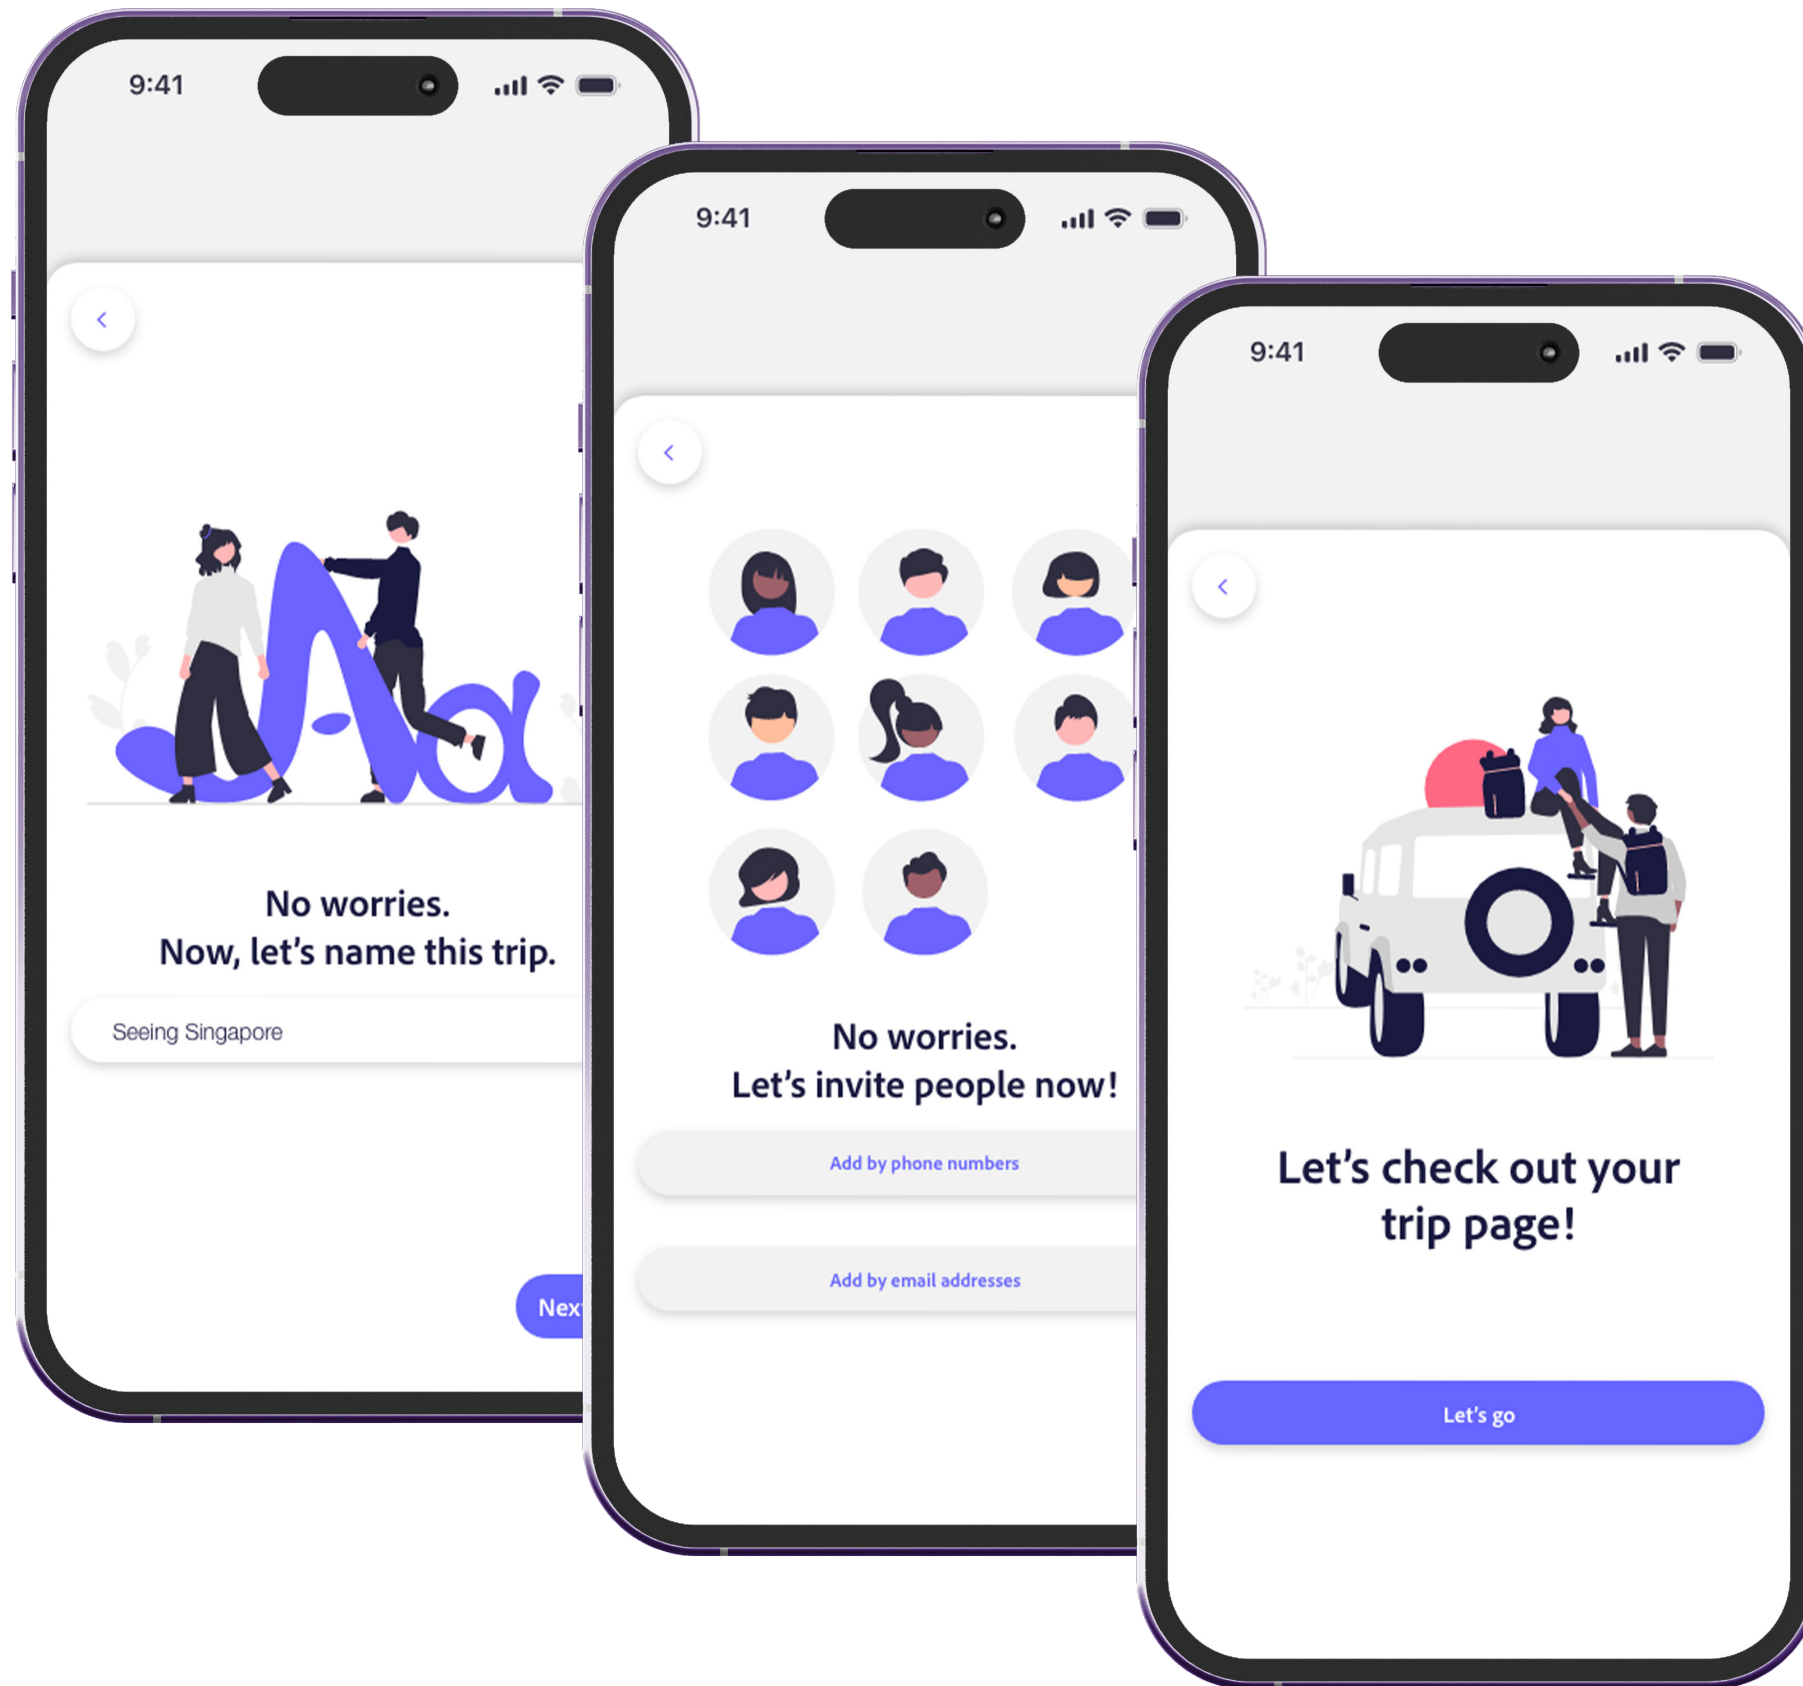 9:41
No worries.
Now, let's name this trip.
Seeing Singapore
9:41
No worries.
Let's invite people now!
Add by phone numbers
Add by email addresses
9:41
Let's check out your
trip page!
Let's go